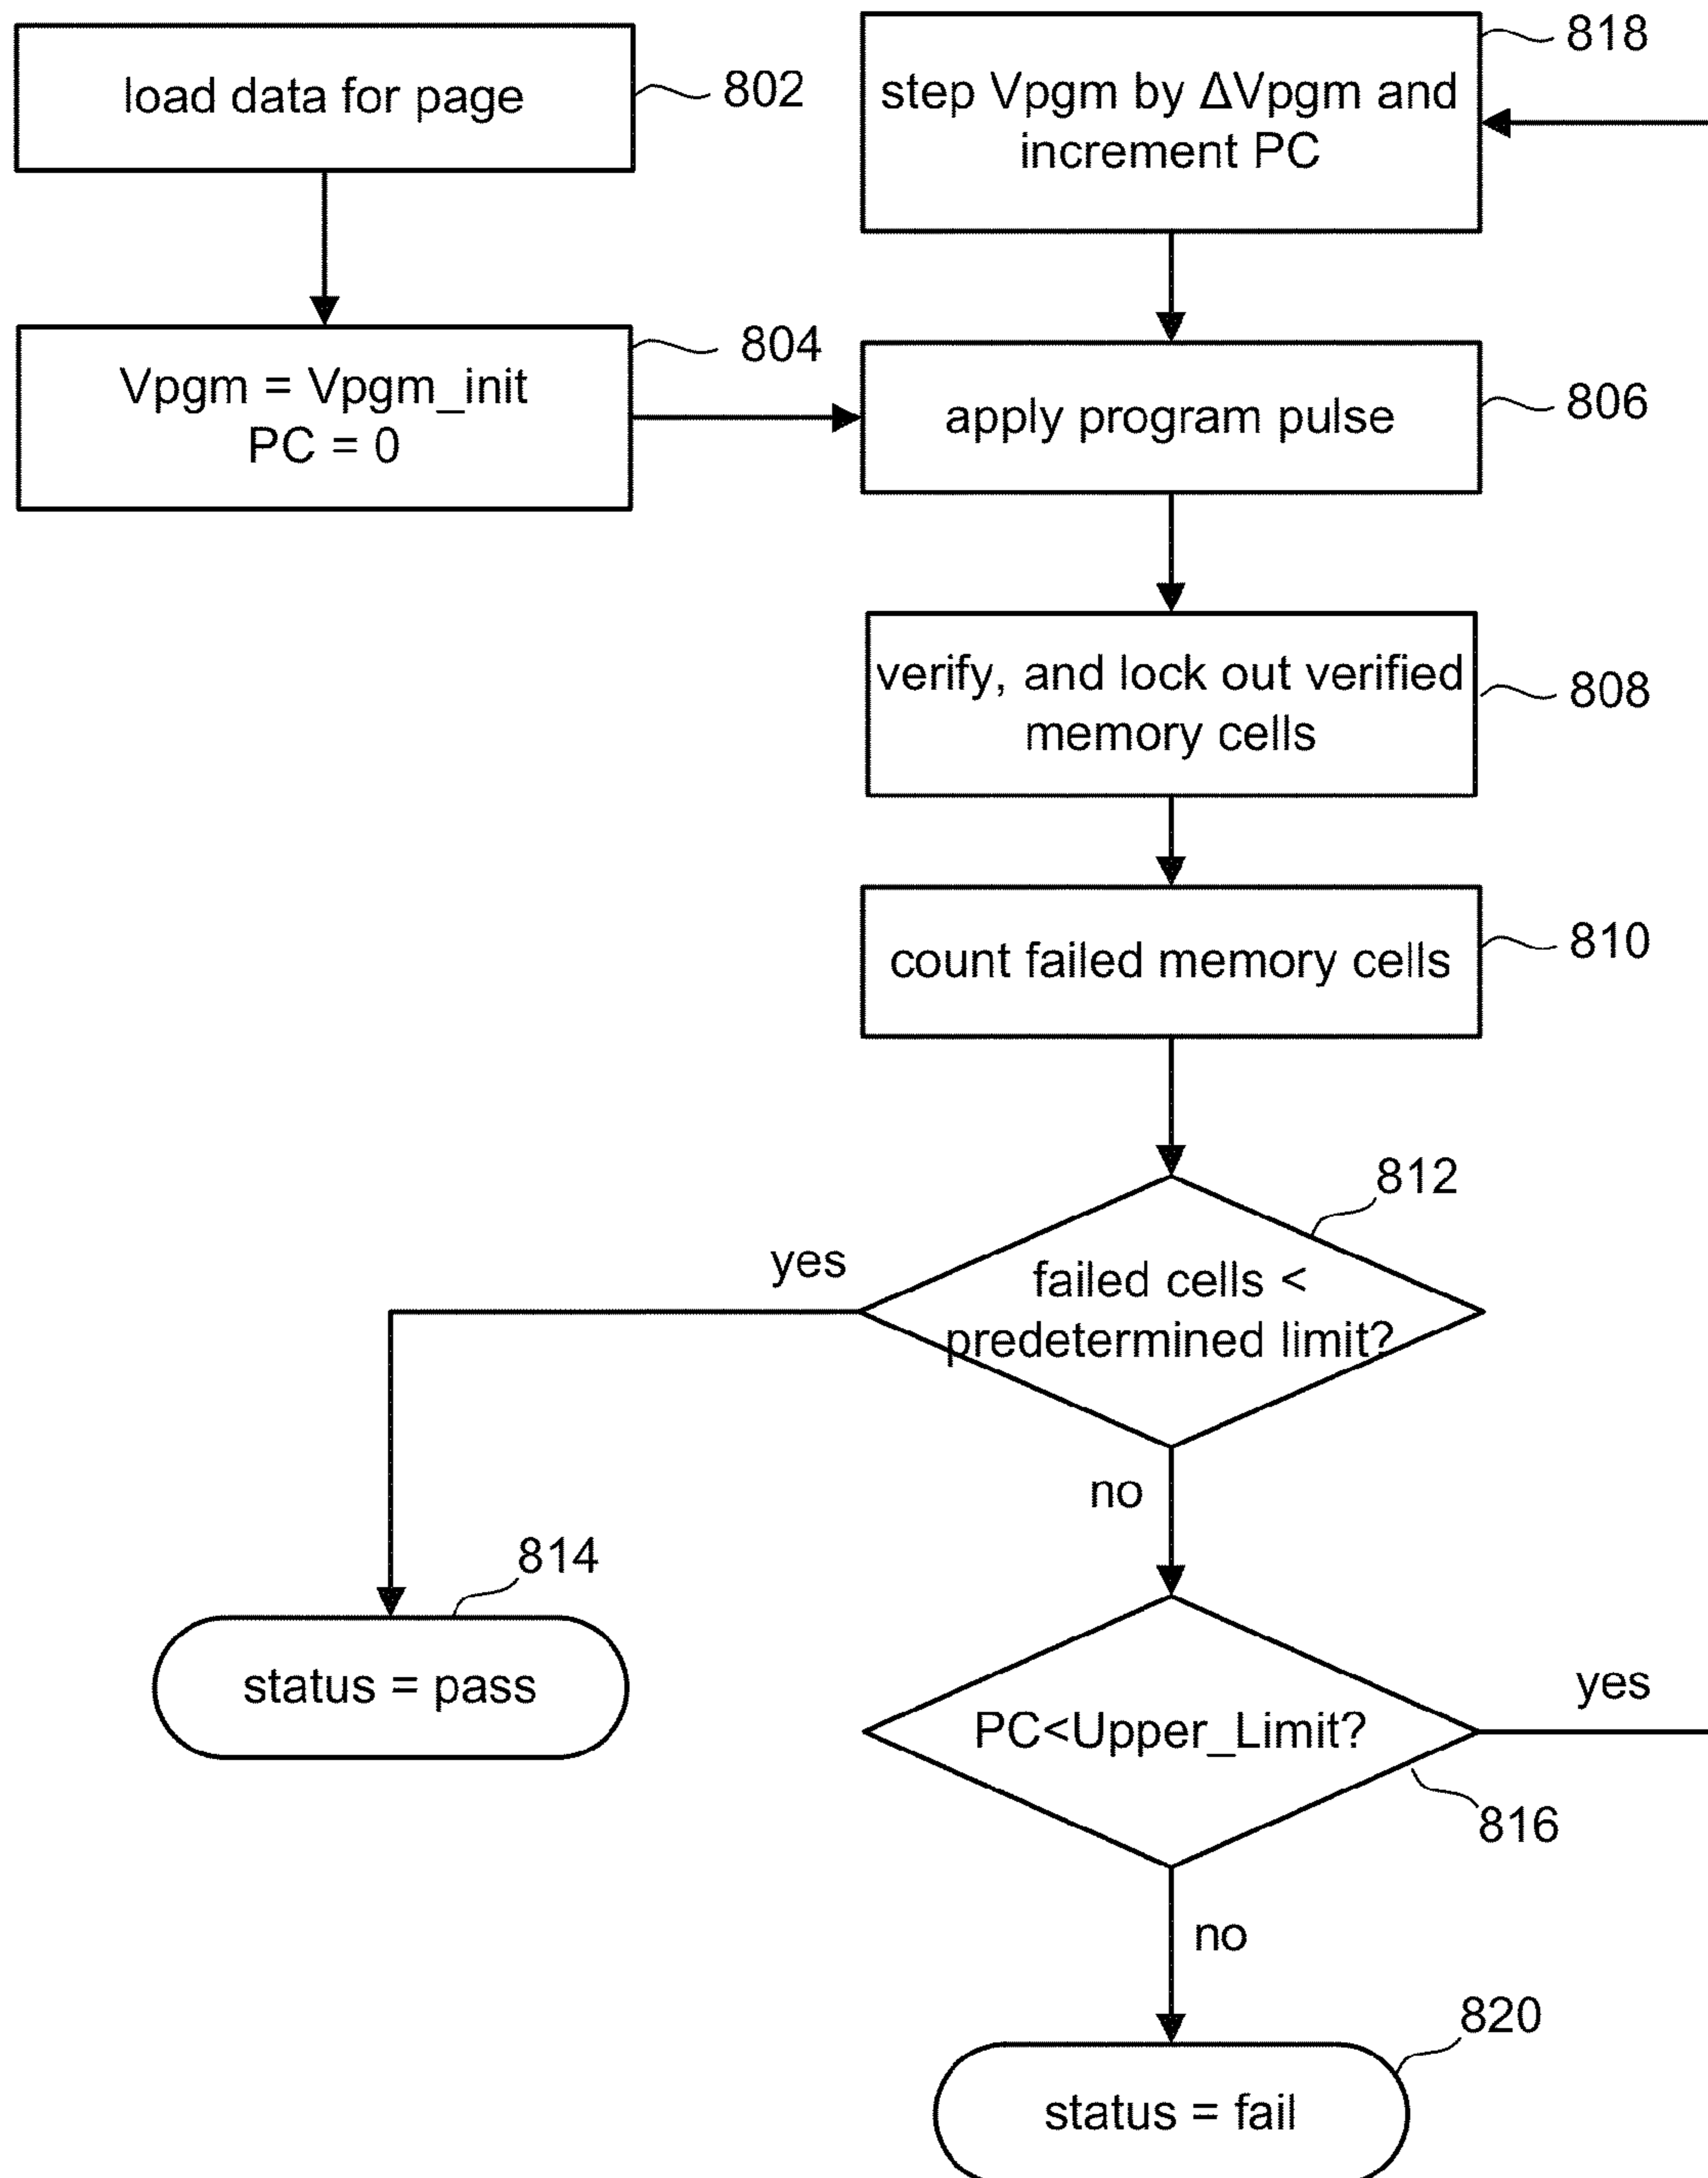 load data for page
802
Vpgm = Vpgm_init
PC = 0
804
818
step Vpgm by ΔVpgm and
increment PC
apply program pulse
806
verify, and lock out verified
memory cells
808
count failed memory cells
810
812
failed cells <
predetermined limit?
yes
no
814
status = pass
PC<Upper_Limit?
yes
816
no
820
status = fail